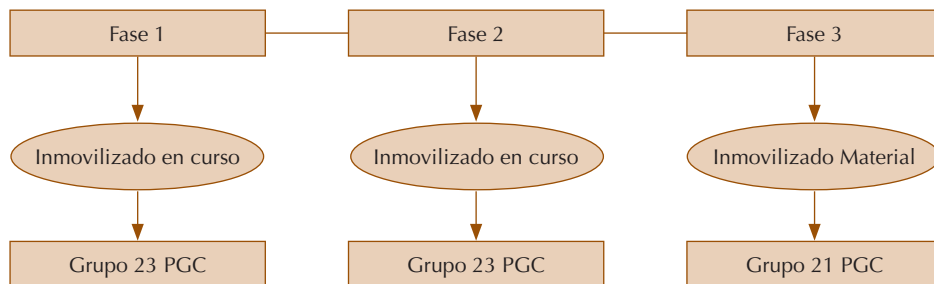 Fase 1
Fase 2
Fase 3
Inmovilizado en curso
Inmovilizado en curso
Inmovilizado Material
Grupo 23 PGC
Grupo 23 PGC
Grupo 21 PGC